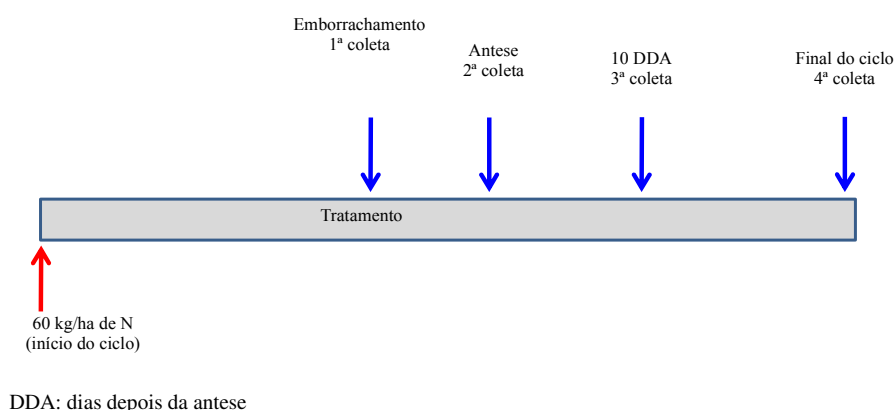 Emborrachamento
1ª coleta
Antese
2ª coleta
10 DDA
3ª coleta
Final do ciclo
4ª coleta
Tratamento
60 kg/ha de N
(início do ciclo)
DDA: dias depois da antese